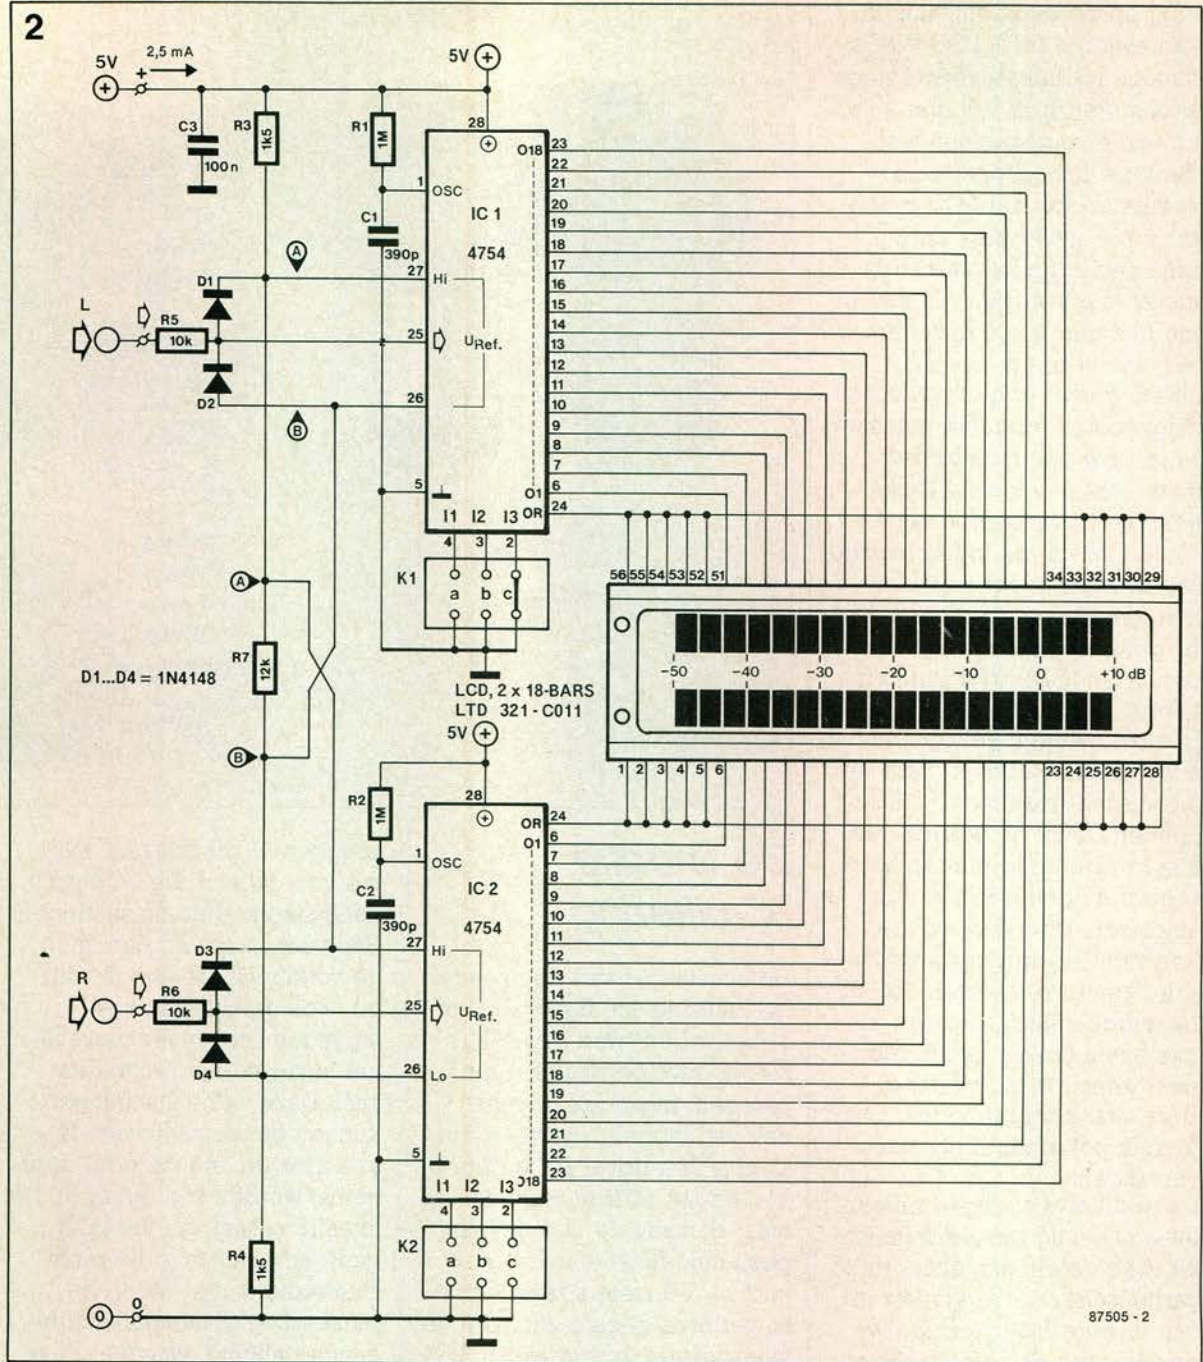 2
5V
+
2,5 mA
5V
C3
100n
R3
1k5
R1
1M
C1
390p
28
1
OSC
IC 1
4754
27
Hi
25
URef.
26
5
O18
O1
OR
23
22
21
20
19
18
17
16
15
14
13
12
11
10
9
8
7
6
24
A
B
D1
D2
L
R5
10k
I1
I2
I3
4
3
2
K1
a
b
c
A
R7
12k
B
D1...D4 = 1N4148
LCD, 2 x 18-BARS
LTD 321-C011
5V
56
55
54
53
52
51
34
33
32
31
30
29
-50
-40
-30
-20
-10
0
+10 dB
1
2
3
4
5
6
23
24
25
26
27
28
R2
1M
C2
390p
28
1
OSC
IC 2
4754
27
Hi
25
URef.
26
Lo
5
OR
O1
O18
24
6
7
8
9
10
11
12
13
14
15
16
17
18
19
20
21
22
23
D3
D4
R
R6
10k
I1
I2
I3
4
3
2
K2
a
b
c
R4
1k5
0
0
87505 - 2